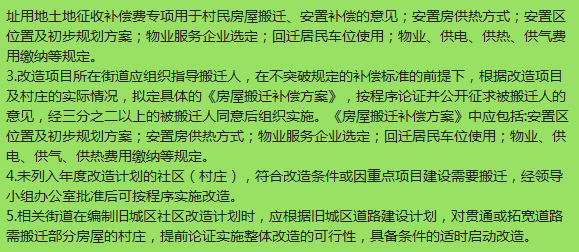 址用地土地征收补偿费专项用于村民房屋搬迁、安置补偿的意见；安置房供热方式；安置区
位置及初步规划方案；物业服务企业选定；回迁居民车位使用；物业、供电、供热、供气费
用缴纳等规定。
3.改造项目所在街道应组织指导搬迁人，在不突破规定的补偿标准的前提下，根据改造项目
及村庄的实际情况，拟定具体的《房屋搬迁补偿方案》，按程序论证并公开征求被搬迁人的
意见，经三分之二以上的被搬迁人同意后组织实施。《房屋搬迁补偿方案》中应包括:安置区
位置及初步规划方案；安置房供热方式；物业服务企业选定；回迁居民车位使用；物业、供
电、供气、供热费用缴纳等规定。
4.未列入年度改造计划的社区（村庄），符合改造条件或因重点项目建设需要搬迁，经领导
小组办公室批准后可按程序实施改造。
5.相关街道在编制旧城区社区改造计划时，应根据旧城区道路建设计划，对贯通或拓宽道路
需搬迁部分房屋的村庄，提前论证实施整体改造的可行性，具备条件的适时启动改造。